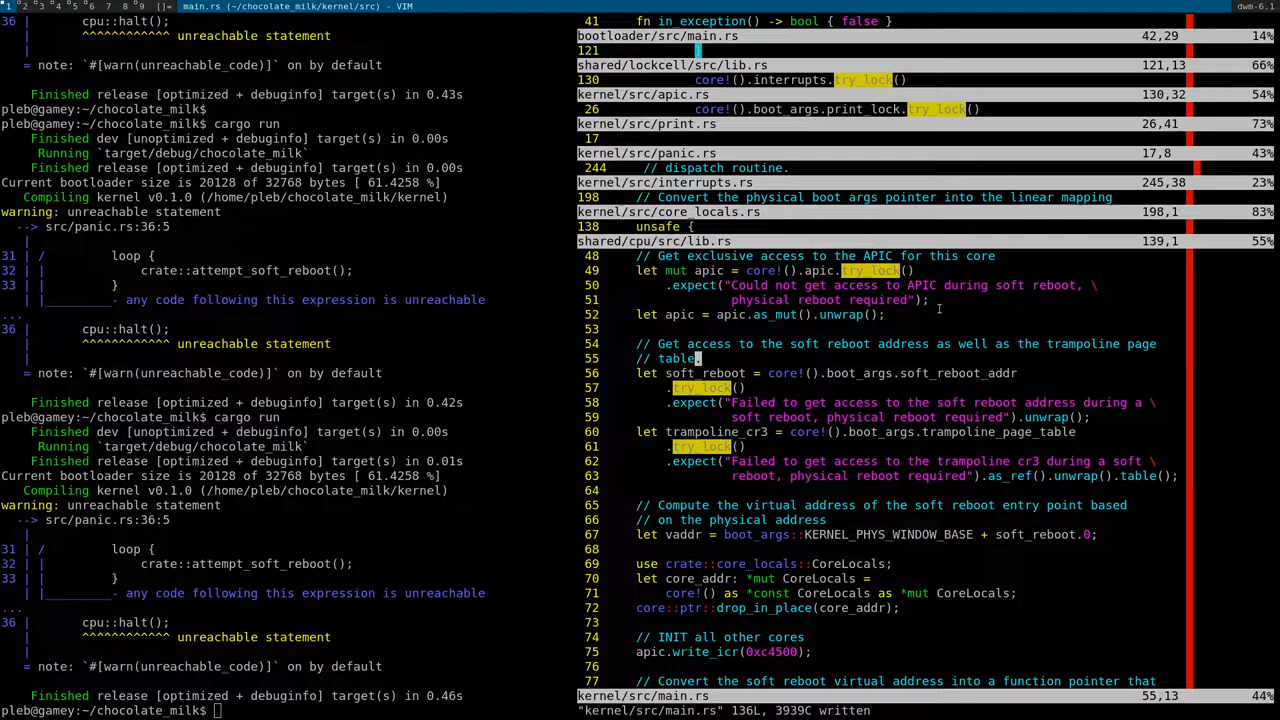 1 2 3 4 5 6 7 8 9 []= main.rs (~/chocolate_milk/kernel/src) - VIM dwm-6.1
36 | cpu::halt();
| ^^^^^^^^^^^^ unreachable statement
|
= note: `#[warn(unreachable_code)]` on by default

Finished release [optimized + debuginfo] target(s) in 0.43s
pleb@gamey:~/chocolate_milk$
pleb@gamey:~/chocolate_milk$ cargo run
Finished dev [unoptimized + debuginfo] target(s) in 0.00s
Running `target/debug/chocolate_milk`
Finished release [optimized + debuginfo] target(s) in 0.00s
Current bootloader size is 20128 of 32768 bytes [ 61.4258 %]
Compiling kernel v0.1.0 (/home/pleb/chocolate_milk/kernel)
warning: unreachable statement
--> src/panic.rs:36:5
|
31 | / loop {
32 | | crate::attempt_soft_reboot();
33 | | }
| |_________- any code following this expression is unreachable
...
36 | cpu::halt();
| ^^^^^^^^^^^^ unreachable statement
|
= note: `#[warn(unreachable_code)]` on by default

Finished release [optimized + debuginfo] target(s) in 0.42s
pleb@gamey:~/chocolate_milk$ cargo run
Finished dev [unoptimized + debuginfo] target(s) in 0.00s
Running `target/debug/chocolate_milk`
Finished release [optimized + debuginfo] target(s) in 0.01s
Current bootloader size is 20128 of 32768 bytes [ 61.4258 %]
Compiling kernel v0.1.0 (/home/pleb/chocolate_milk/kernel)
warning: unreachable statement
--> src/panic.rs:36:5
|
31 | / loop {
32 | | crate::attempt_soft_reboot();
33 | | }
| |_________- any code following this expression is unreachable
...
36 | cpu::halt();
| ^^^^^^^^^^^^ unreachable statement
|
= note: `#[warn(unreachable_code)]` on by default

Finished release [optimized + debuginfo] target(s) in 0.46s
pleb@gamey:~/chocolate_milk$
41 fn in_exception() -> bool { false }
bootloader/src/main.rs 42,29 14%
121 }
shared/lockcell/src/lib.rs 121,13 66%
130 core!().interrupts.try_lock()
kernel/src/apic.rs 130,32 54%
26 core!().boot_args.print_lock.try_lock()
kernel/src/print.rs 26,41 73%
17
kernel/src/panic.rs 17,8 43%
244 // dispatch routine.
kernel/src/interrupts.rs 245,38 23%
198 // Convert the physical boot args pointer into the linear mapping
kernel/src/core_locals.rs 198,1 83%
138 unsafe {
shared/cpu/src/lib.rs 139,1 55%
48 // Get exclusive access to the APIC for this core
49 let mut apic = core!().apic.try_lock()
50 .expect("Could not get access to APIC during soft reboot, \
51 physical reboot required");
52 let apic = apic.as_mut().unwrap();
53
54 // Get access to the soft reboot address as well as the trampoline page
55 // table.
56 let soft_reboot = core!().boot_args.soft_reboot_addr
57 .try_lock()
58 .expect("Failed to get access to the soft reboot address during a \
59 soft reboot, physical reboot required").unwrap();
60 let trampoline_cr3 = core!().boot_args.trampoline_page_table
61 .try_lock()
62 .expect("Failed to get access to the trampoline cr3 during a soft \
63 reboot, physical reboot required").as_ref().unwrap().table();
64
65 // Compute the virtual address of the soft reboot entry point based
66 // on the physical address
67 let vaddr = boot_args::KERNEL_PHYS_WINDOW_BASE + soft_reboot.0;
68
69 use crate::core_locals::CoreLocals;
70 let core_addr: *mut CoreLocals =
71 core!() as *const CoreLocals as *mut CoreLocals;
72 core::ptr::drop_in_place(core_addr);
73
74 // INIT all other cores
75 apic.write_icr(0xc4500);
76
77 // Convert the soft reboot virtual address into a function pointer that
kernel/src/main.rs 55,13 44%
"kernel/src/main.rs" 136L, 3939C written